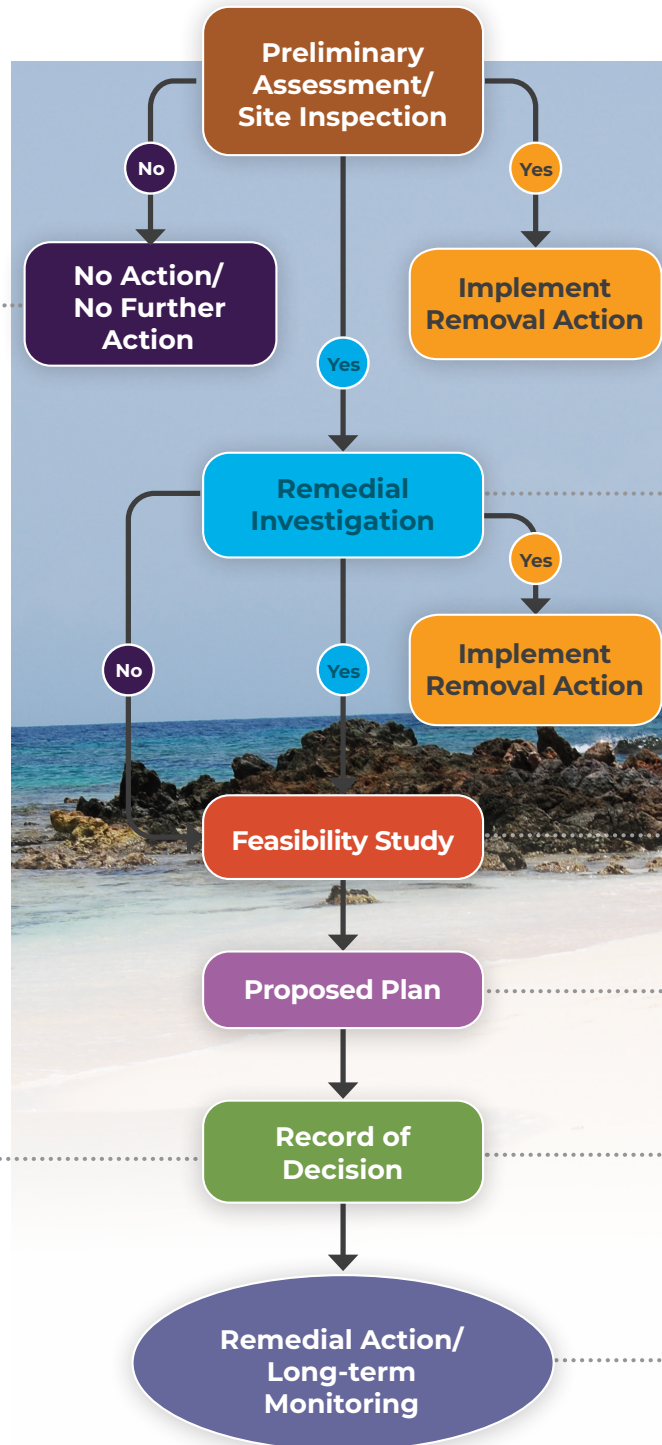 Preliminary
Assessment/
Site Inspection
No
Yes
No Action/
No Further
Action
Implement
Removal Action
Yes
Remedial
Investigation
Yes
Implement
Removal Action
No
Yes
Feasibility Study
Proposed Plan
Record of
Decision
Remedial Action/
Long-term
Monitoring